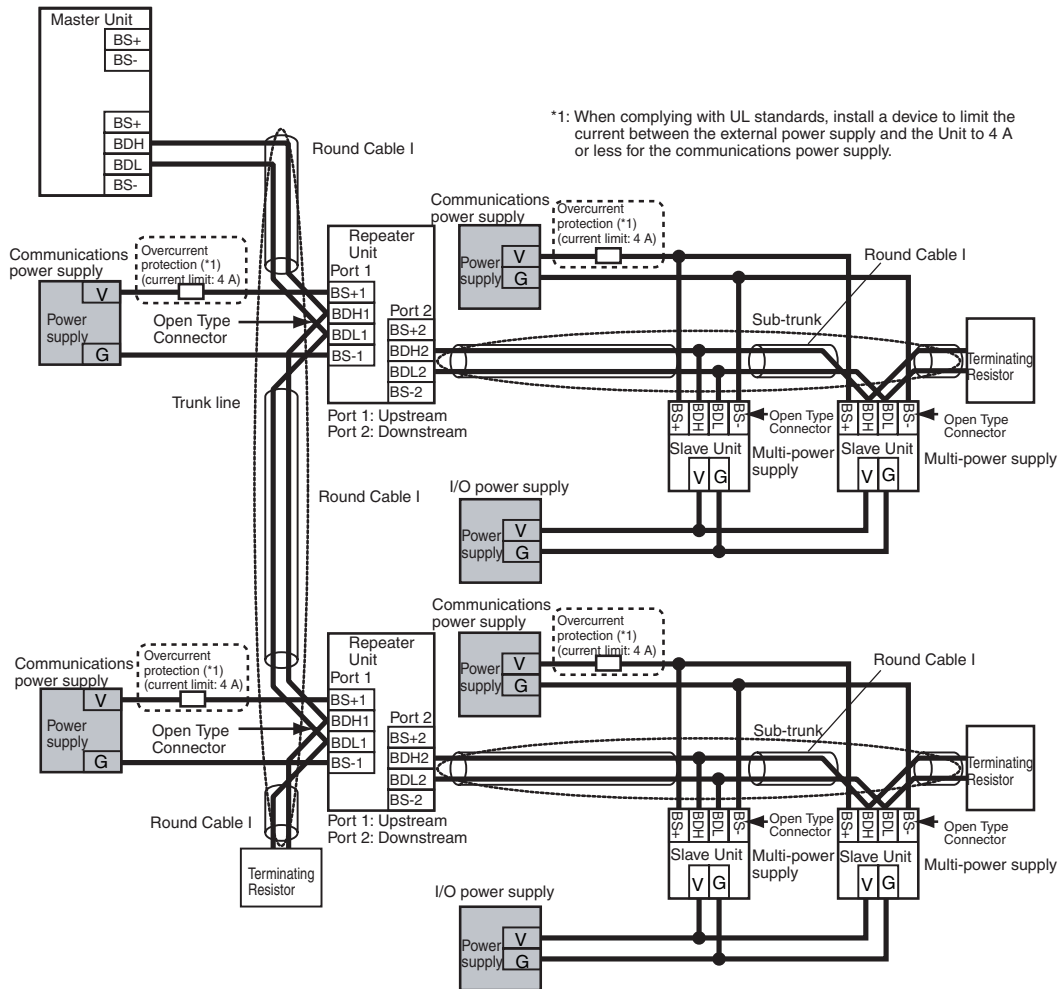 Master Unit
BS+
BS-
BS+
BDH
BDL
BS-
Round Cable I
*1: When complying with UL standards, install a device to limit the
current between the external power supply and the Unit to 4 A
or less for the communications power supply.
Communications
power supply
Overcurrent
protection (*1)
(current limit: 4 A)
V
Power
supply
G
Open Type
Connector
Trunk line
Repeater
Unit
Port 1
BS+1
BDH1
BDL1
BS-1
Port 2
BS+2
BDH2
BDL2
BS-2
Port 1: Upstream
Port 2: Downstream
Communications
power supply
Overcurrent
protection (*1)
(current limit: 4 A)
Power
supply
V
G
Round Cable I
Sub-trunk
Terminating
Resistor
BS+
BDH
BDL
BS-
Open Type
Connector
Slave Unit
Multi-power
supply
V G
BS+
BDH
BDL
BS-
Open Type
Connector
Slave Unit
Multi-power supply
V G
I/O power supply
Power
supply
V
G
Round Cable I
Communications
power supply
Overcurrent
protection (*1)
(current limit: 4 A)
V
Power
supply
G
Open Type
Connector
Repeater
Unit
Port 1
BS+1
BDH1
BDL1
BS-1
Port 2
BS+2
BDH2
BDL2
BS-2
Port 1: Upstream
Port 2: Downstream
Round Cable I
Terminating
Resistor
Communications
power supply
Overcurrent
protection (*1)
(current limit: 4 A)
Power
supply
V
G
Round Cable I
Sub-trunk
Terminating
Resistor
BS+
BDH
BDL
BS-
Open Type
Connector
Slave Unit
Multi-power
supply
V G
BS+
BDH
BDL
BS-
Open Type
Connector
Slave Unit
Multi-power supply
V G
I/O power supply
Power
supply
V
G